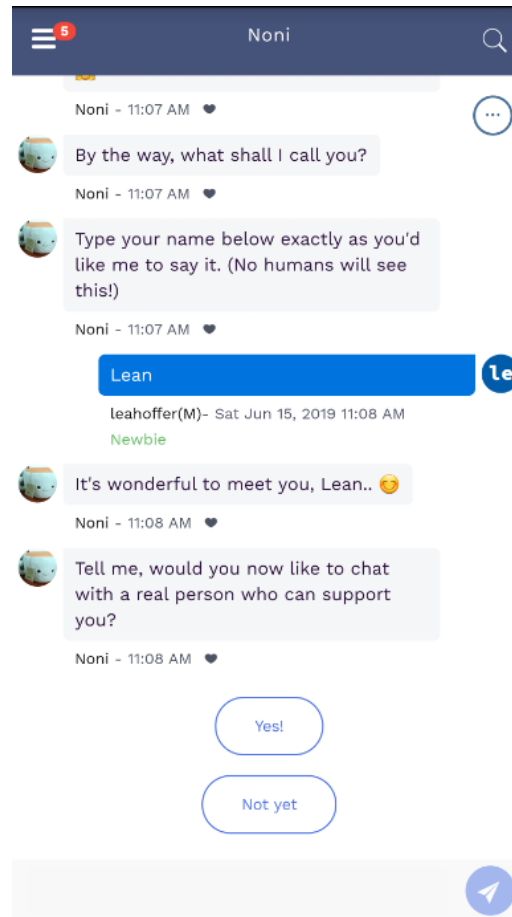 5
Noni
Noni - 11:07 AM
By the way, what shall I call you?
Noni - 11:07 AM
Type your name below exactly as you'd
like me to say it. (No humans will see
this!)
Noni - 11:07 AM
Lean
le
leahoffer(M)- Sat Jun 15, 2019 11:08 AM
Newbie
It's wonderful to meet you, Lean..
Noni - 11:08 AM
Tell me, would you now like to chat
with a real person who can support
you?
Noni - 11:08 AM
Yes!
Not yet